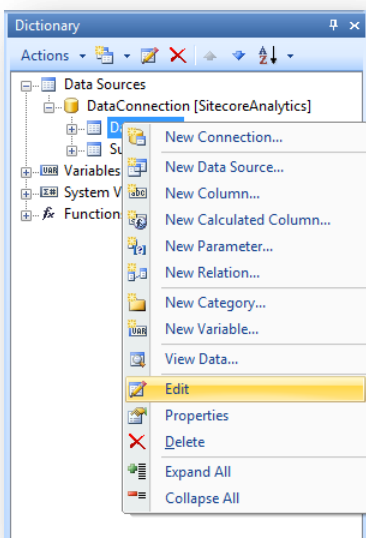 Dictionary
Actions
Data Sources
DataConnection [SitecoreAnalytics]
New Connection...
Variables
New Data Source...
System V
New Column...
Function
New Calculated Column...
New Parameter...
New Relation...
New Category...
New Variable...
View Data...
Edit
Properties
Delete
Expand All
Collapse All